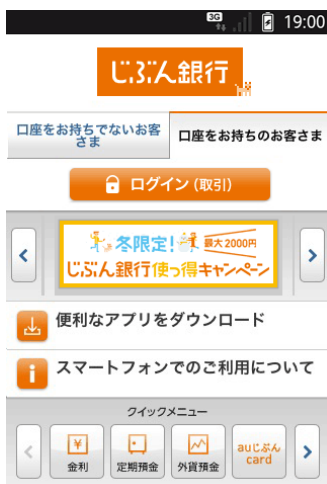 3G 19:00
じぶん銀行
口座をお持ちでないお客さま
口座をお持ちのお客さま
ログイン (取引)
冬限定! 最大2000円
じぶん銀行使っ得キャンペーン
便利なアプリをダウンロード
スマートフォンでのご利用について
クイックメニュー
¥
金利
定期預金
外貨預金
auじぶん
card